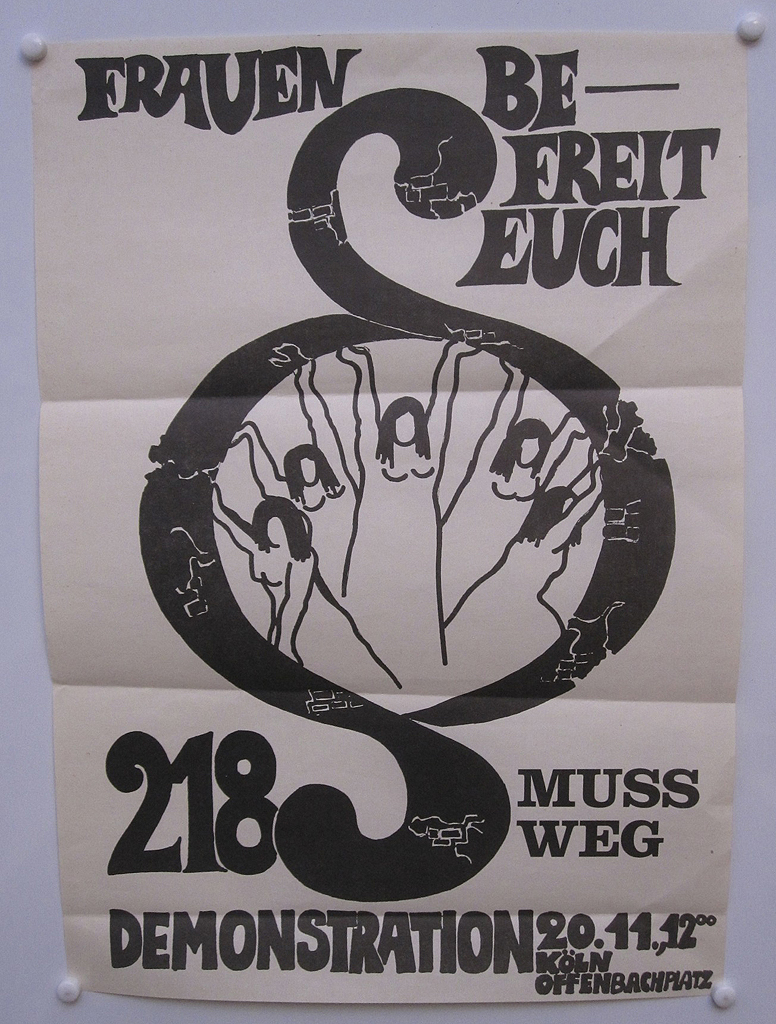 FRAUEN BE—
FREIT
EUCH
§
218 MUSS
WEG
DEMONSTRATION 20.11., 12⁰⁰
KÖLN
OFFENBACHPLATZ